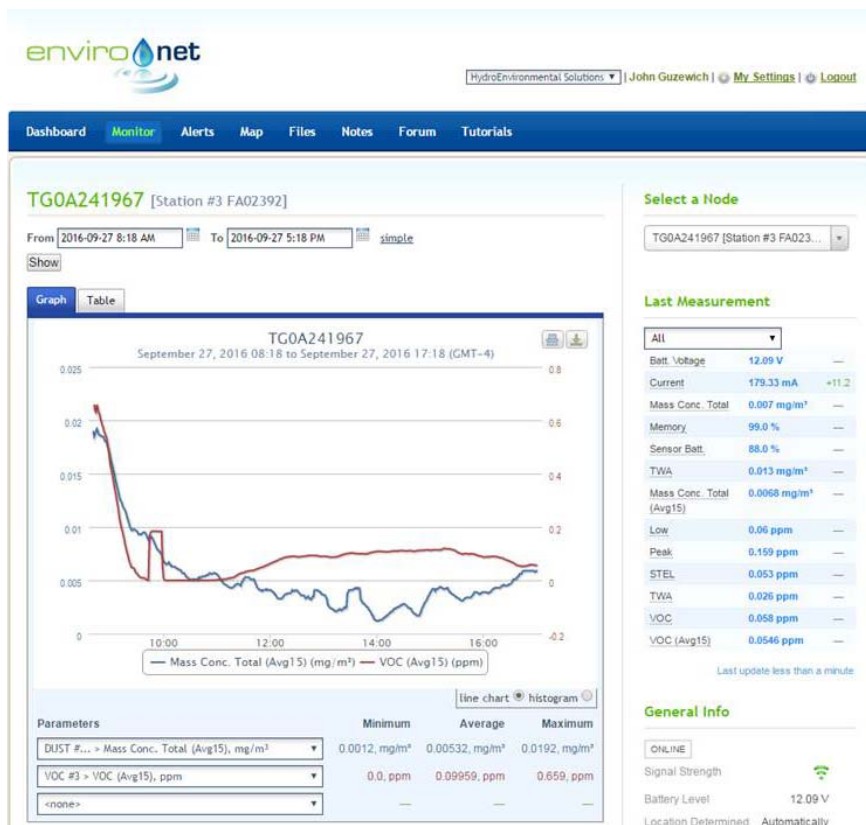 enviro net
HydroEnvironmental Solutions | John Guzewich | My Settings | Logout
Dashboard Monitor Alerts Map Files Notes Forum Tutorials
TG0A241967 [Station #3 FA02392]
From 2016-09-27 8:18 AM To 2016-09-27 5:18 PM simple
Show
Graph Table
TG0A241967
September 27, 2016 08:18 to September 27, 2016 17:18 (GMT-4)
0.025 0.8
0.02 0.6
0.015 0.4
0.01 0.2
0.005 0
0 -0.2
10:00 12:00 14:00 16:00
Mass Conc. Total (Avg15) (mg/m³) VOC (Avg15) (ppm)
line chart histogram
Parameters Minimum Average Maximum
DUST #... > Mass Conc. Total (Avg15), mg/m³ 0.0012, mg/m³ 0.00532, mg/m³ 0.0192, mg/m³
VOC #3 > VOC (Avg15), ppm 0.0, ppm 0.09959, ppm 0.659, ppm
<none> — — —
Select a Node
TG0A241967 [Station #3 FA023...
Last Measurement
All
Batt. Voltage 12.09 V —
Current 179.33 mA +11.2
Mass Conc. Total 0.007 mg/m³ —
Memory 99.0 % —
Sensor Batt. 88.0 % —
TWA 0.013 mg/m³ —
Mass Conc. Total 0.0068 mg/m³ —
(Avg15)
Low 0.06 ppm —
Peak 0.159 ppm —
STEL 0.053 ppm —
TWA 0.026 ppm —
VOC 0.058 ppm —
VOC (Avg15) 0.0546 ppm —
Last update less than a minute
General Info
ONLINE
Signal Strength
Battery Level 12.09 V
Location Determined Automatically